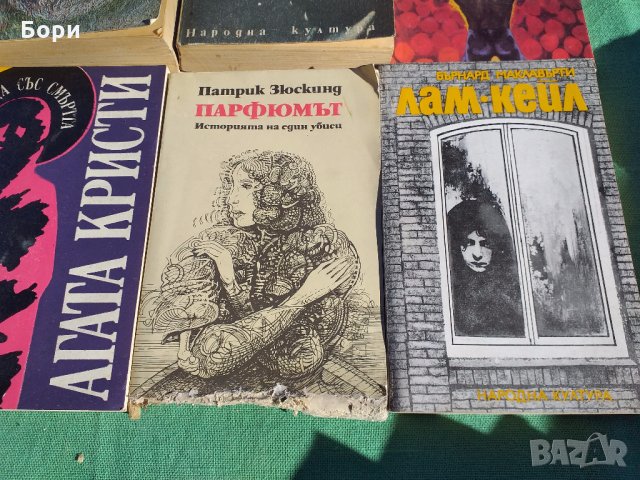 Бори
Народна култура
А СЪС СМЪРТТА
АГАТА КРИСТИ
Патрик Зюскинд
ПАРФЮМЪТ
Историята на един убиец
БЪРНАРД МАКЛАВЪРТИ
ЛАМ·КЕЙЛ
НАРОДНА КУЛТУРА
BAZAR